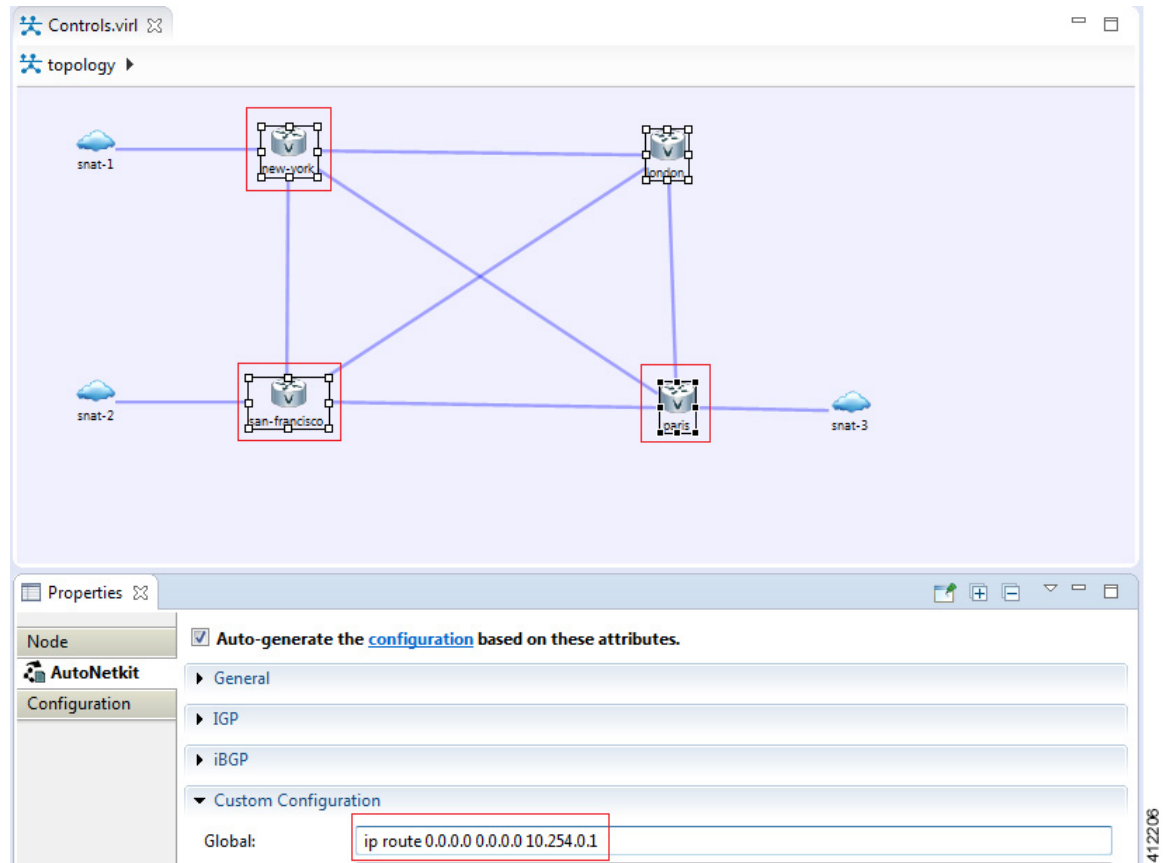 Controls.virl
topology
snat-1
new-york
london
snat-2
san-francisco
paris
snat-3
Properties
Node
AutoNetkit
Configuration
Auto-generate the configuration based on these attributes.
General
IGP
iBGP
Custom Configuration
Global:
ip route 0.0.0.0 0.0.0.0 10.254.0.1
412206